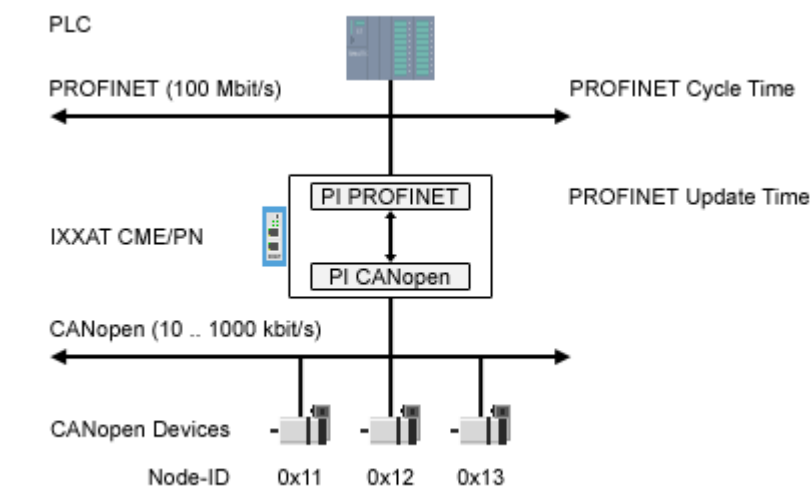 PLC
PROFINET (100 Mbit/s) PROFINET Cycle Time
PI PROFINET PROFINET Update Time
IXXAT CME/PN
PI CANopen
CANopen (10 .. 1000 kbit/s)
CANopen Devices
Node-ID 0x11 0x12 0x13